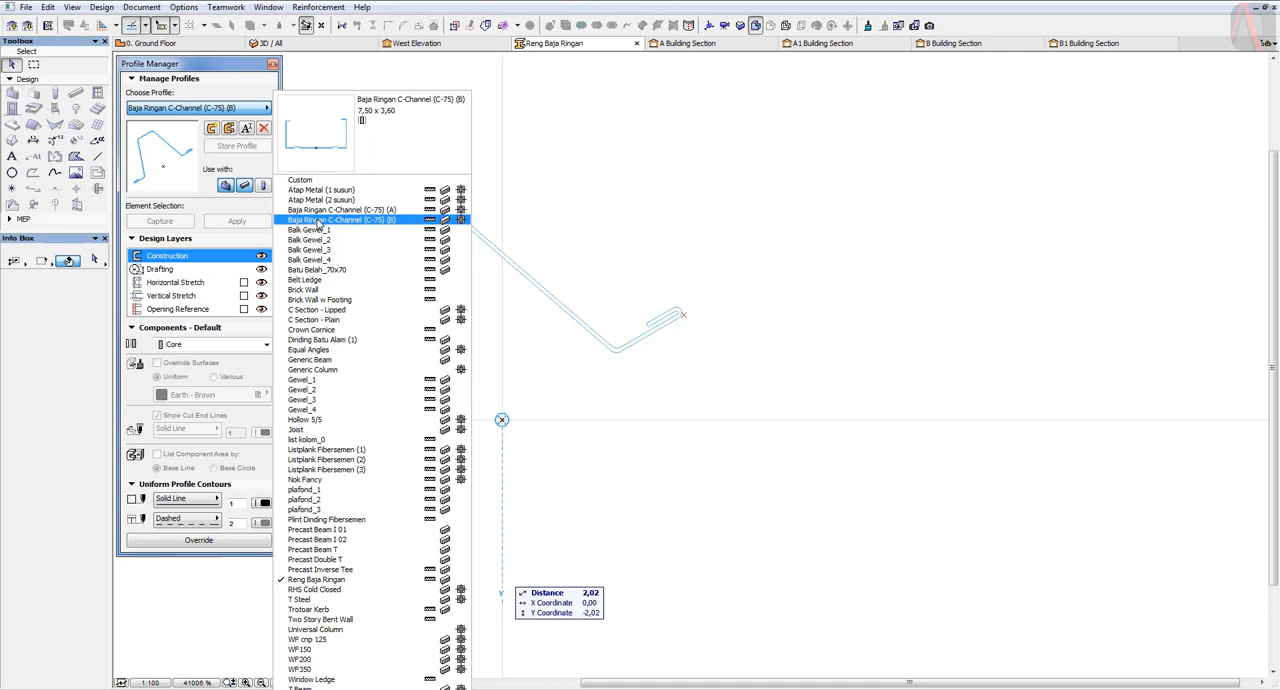 File Edit View Design Document Options Teamwork Window Reinforcement Help
Toolbox
0. Ground Floor
3D / All
West Elevation
Reng Baja Ringan
A Building Section
A1 Building Section
B Building Section
B1 Building Section
Select
Design
MEP
Info Box
Profile Manager
Manage Profiles
Choose Profile:
Baja Ringan C-Channel (C-75) (B)
Store Profile
Use with:
Element Selection:
Capture
Apply
Design Layers
Construction
Drafting
Horizontal Stretch
Vertical Stretch
Opening Reference
Components - Default
Core
Override Surfaces
Uniform
Various
Earth - Brown
Show Cut End Lines
Solid Line
1
List Component Area by:
Base Line
Base Circle
Uniform Profile Contours
Solid Line
1
Dashed
2
Override
Baja Ringan C-Channel (C-75) (B)
7,50 x 3,60
Custom
Atap Metal (1 susun)
Atap Metal (2 susun)
Baja Ringan C-Channel (C-75) (A)
Baja Ringan C-Channel (C-75) (B)
Balk Gewel_1
Balk Gewel_2
Balk Gewel_3
Balk Gewel_4
Batu Belah_70x70
Belt Ledge
Brick Wall
Brick Wall w Footing
C Section - Lipped
C Section - Plain
Crown Cornice
Dinding Batu Alam (1)
Equal Angles
Generic Beam
Generic Column
Gewel_1
Gewel_2
Gewel_3
Gewel_4
Hollow 5/5
Joist
list kolom_0
Listplank Fibersemen (1)
Listplank Fibersemen (2)
Listplank Fibersemen (3)
Nok Fancy
plafond_1
plafond_2
plafond_3
Plint Dinding Fibersemen
Precast Beam I 01
Precast Beam I 02
Precast Beam T
Precast Double T
Precast Inverse Tee
Reng Baja Ringan
RHS Cold Closed
T Steel
Trotoar Kerb
Two Story Bent Wall
Universal Column
WF cnp 125
WF150
WF200
WF350
Window Ledge
Z Beam
Distance 2,02
X Coordinate 0,00
Y Coordinate -2,02
Y
1:100
41006 %